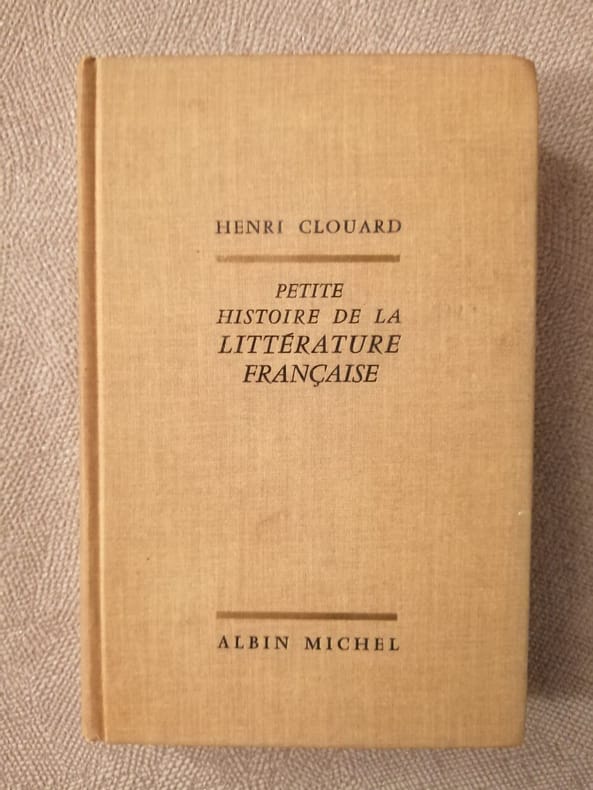 HENRI CLOUARD
PETITE
HISTOIRE DE LA
LITTÉRATURE
FRANÇAISE
ALBIN MICHEL